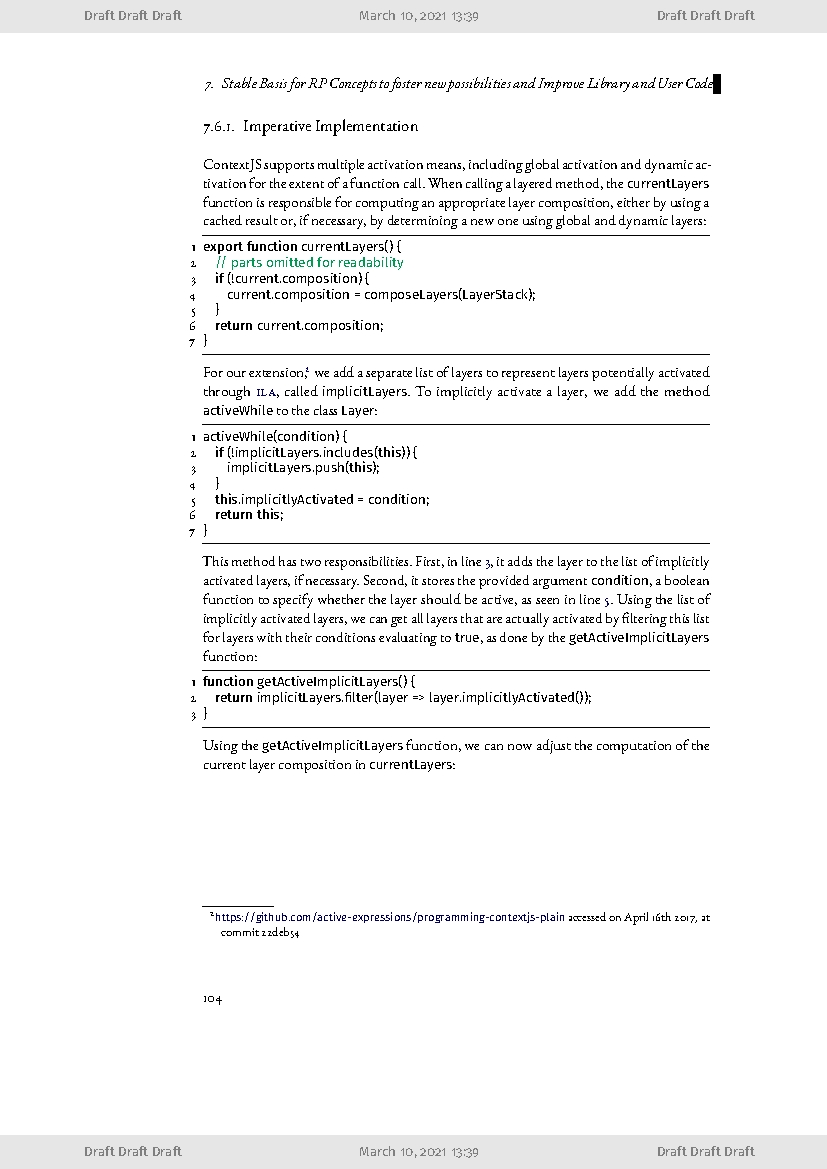 Draft Draft Draft March 10, 2021 13:39 Draft Draft Draft
7. Stable Basis for RP Concepts to foster new possibilities and Improve Library and User Code
7.6.1. Imperative Implementation
ContextJS supports multiple activation means, including global activation and dynamic ac-
tivation for the extent of a function call. When calling a layered method, the currentLayers
function is responsible for computing an appropriate layer composition, either by using a
cached result or, if necessary, by determining a new one using global and dynamic layers:
1 export function currentLayers() {
2 // parts omitted for readability
3 if (!current.composition) {
4 current.composition = composeLayers(LayerStack);
5 }
6 return current.composition;
7 }
For our extension,2 we add a separate list of layers to represent layers potentially activated
through ILA, called implicitLayers. To implicitly activate a layer, we add the method
activeWhile to the class Layer:
1 activeWhile(condition) {
2 if (!implicitLayers.includes(this)) {
3 implicitLayers.push(this);
4 }
5 this.implicitlyActivated = condition;
6 return this;
7 }
This method has two responsibilities. First, in line 3, it adds the layer to the list of implicitly
activated layers, if necessary. Second, it stores the provided argument condition, a boolean
function to specify whether the layer should be active, as seen in line 5. Using the list of
implicitly activated layers, we can get all layers that are actually activated by filtering this list
for layers with their conditions evaluating to true, as done by the getActiveImplicitLayers
function:
1 function getActiveImplicitLayers() {
2 return implicitLayers.filter(layer => layer.implicitlyActivated());
3 }
Using the getActiveImplicitLayers function, we can now adjust the computation of the
current layer composition in currentLayers:
2https://github.com/active-expressions/programming-contextjs-plain accessed on April 16th 2017, at
commit 22deb54
104
Draft Draft Draft March 10, 2021 13:39 Draft Draft Draft